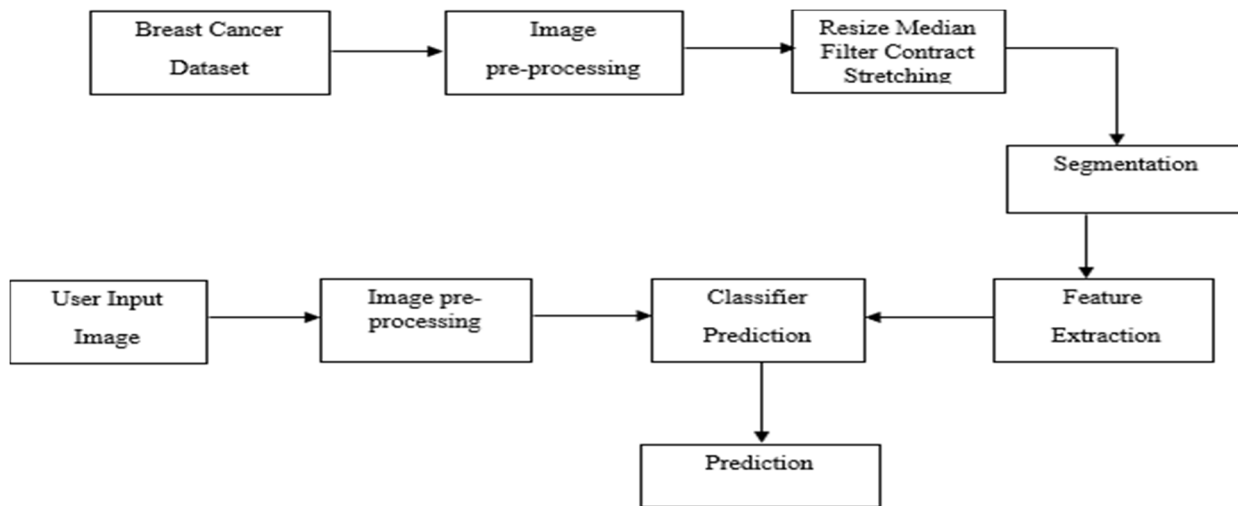 Breast Cancer
Dataset
Image
pre-processing
Resize Median
Filter Contract
Stretching
Segmentation
User Input
Image
Image pre-
processing
Classifier
Prediction
Feature
Extraction
Prediction